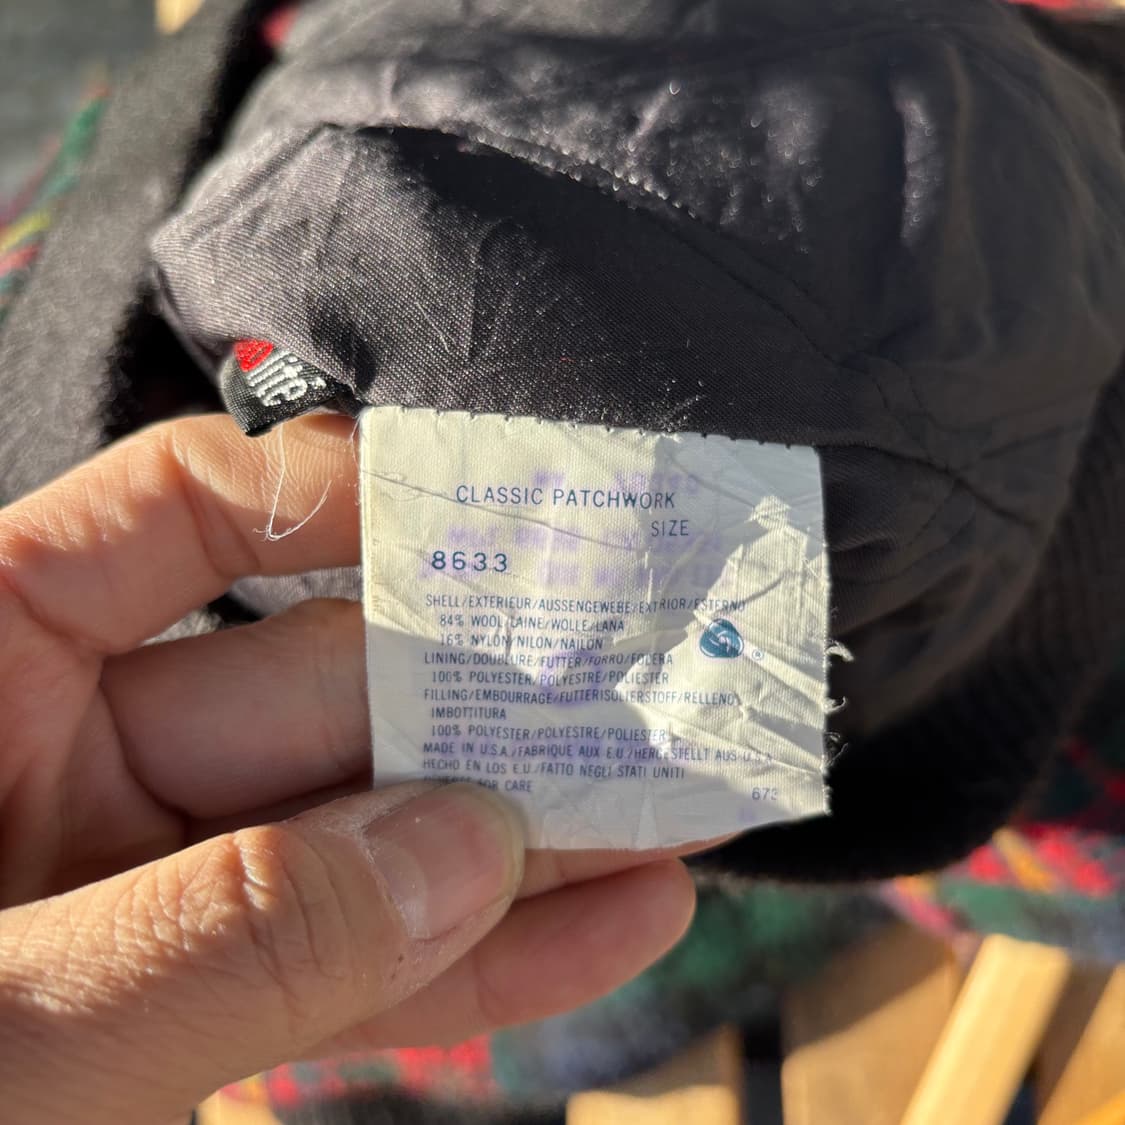 ité
CLASSIC PATCHWORK
SIZE
8633
SHELL/EXTERIEUR/AUSSENGEWEBE/EXTRIOR/ESTERNO
84% WOOL/LAINE/WOLLE/LANA
16% NYLON/NILON/NAILON
LINING/DOUBLURE/FUTTER/FORRO/FODERA
100% POLYESTER/POLYESTRE/POLIESTER
FILLING/EMBOURRAGE/FUTTERISOLIERSTOFF/RELLENO/
IMBOTTITURA
100% POLYESTER/POLYESTRE/POLIESTER
MADE IN U.S.A./FABRIQUE AUX E.U./HERGESTELLT AUS U.S.A.
HECHO EN LOS E.U./FATTO NEGLI STATI UNITI
FOR CARE
®